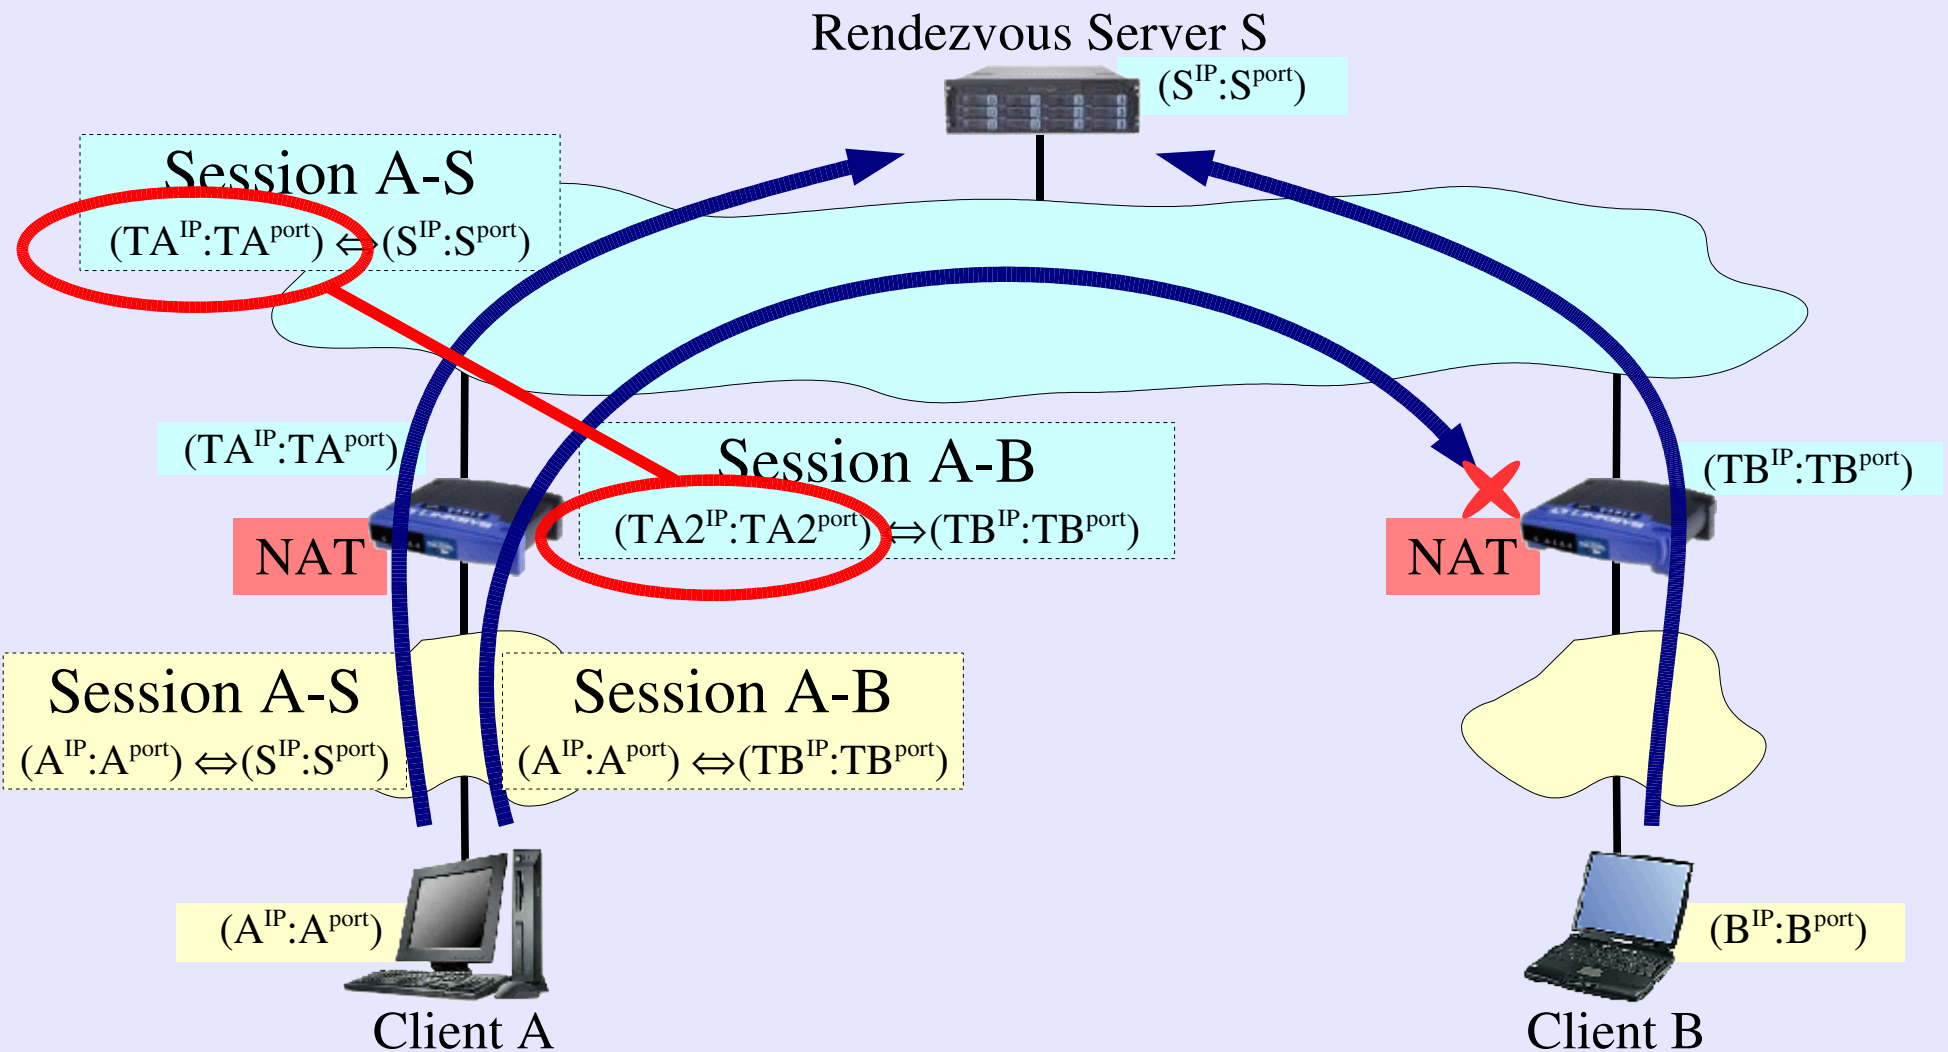 Rendezvous Server S
(S^IP:S^port)
Session A-S
(TA^IP:TA^port) ⇔(S^IP:S^port)
(TA^IP:TA^port)
Session A-B
(TA2^IP:TA2^port) ⇔(TB^IP:TB^port)
(TB^IP:TB^port)
NAT
NAT
Session A-S
(A^IP:A^port) ⇔(S^IP:S^port)
Session A-B
(A^IP:A^port) ⇔(TB^IP:TB^port)
(A^IP:A^port)
(B^IP:B^port)
Client A
Client B